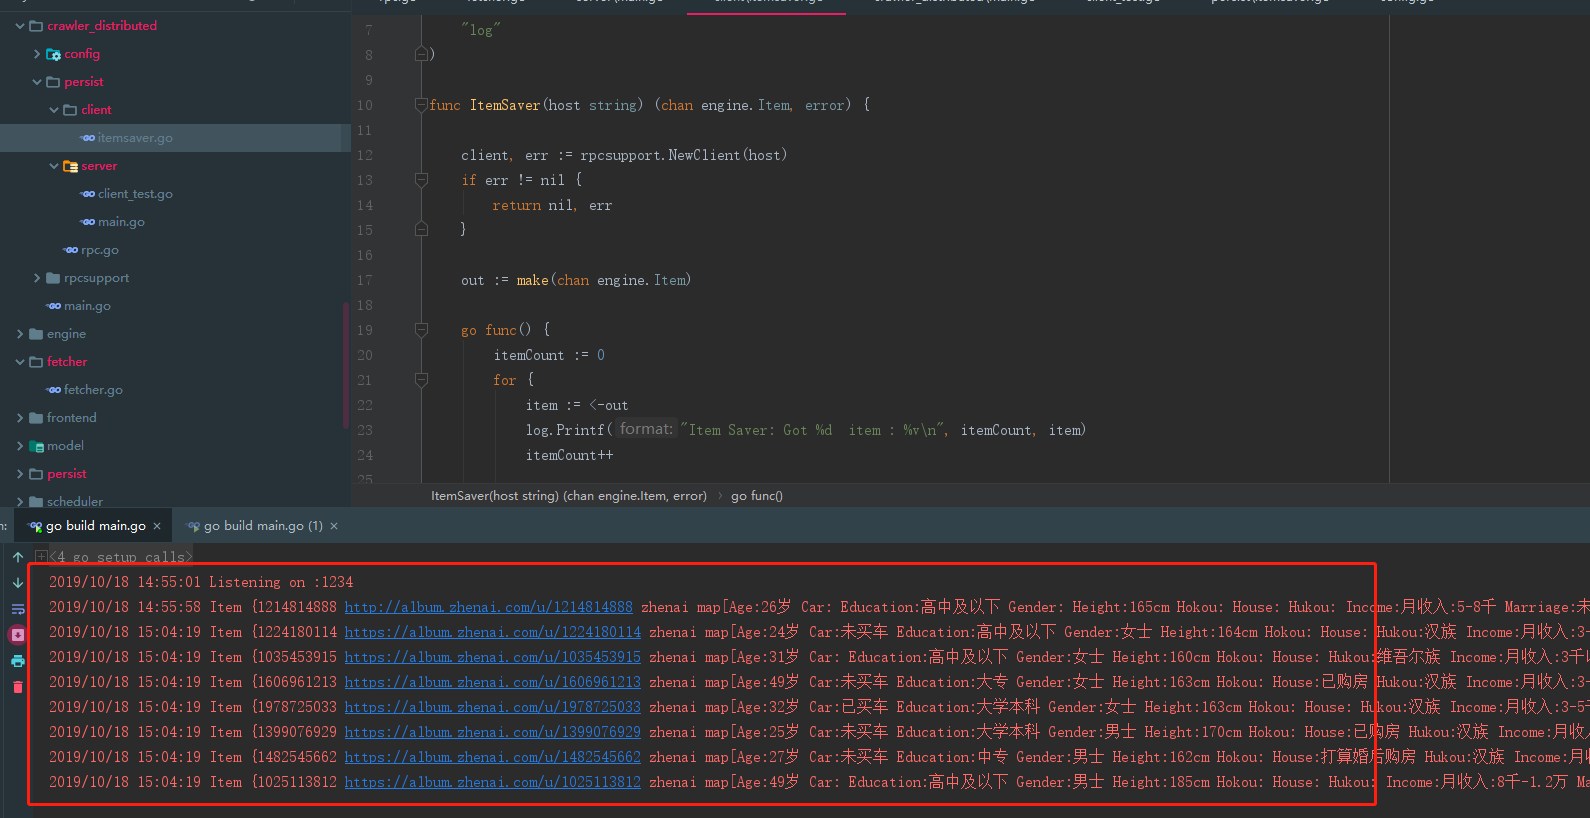 crawler_distributed
config
persist
client
itemsaver.go
server
client_test.go
main.go
rpc.go
rpcsupport
main.go
engine
fetcher
fetcher.go
frontend
model
persist
scheduler
7 "log"
8 )
9
10 func ItemSaver(host string) (chan engine.Item, error) {
11
12 client, err := rpcsupport.NewClient(host)
13 if err != nil {
14 return nil, err
15 }
16
17 out := make(chan engine.Item)
18
19 go func() {
20 itemCount := 0
21 for {
22 item := <-out
23 log.Printf( format: "Item Saver: Got %d  item : %v\n", itemCount, item)
24 itemCount++
25
ItemSaver(host string) (chan engine.Item, error) › go func()
go build main.go × go build main.go (1) ×
<4 go setup calls>
2019/10/18 14:55:01 Listening on :1234
2019/10/18 14:55:58 Item {1214814888 http://album.zhenai.com/u/1214814888 zhenai map[Age:26岁 Car: Education:高中及以下 Gender: Height:165cm Hokou: House: Hukou: Income:月收入:5-8千 Marriage:未
2019/10/18 15:04:19 Item {1224180114 https://album.zhenai.com/u/1224180114 zhenai map[Age:24岁 Car:未买车 Education:高中及以下 Gender:女士 Height:164cm Hokou: House: Hukou:汉族 Income:月收入:3-
2019/10/18 15:04:19 Item {1035453915 https://album.zhenai.com/u/1035453915 zhenai map[Age:31岁 Car: Education:高中及以下 Gender:女士 Height:160cm Hokou: House: Hukou:维吾尔族 Income:月收入:3千
2019/10/18 15:04:19 Item {1606961213 https://album.zhenai.com/u/1606961213 zhenai map[Age:49岁 Car:未买车 Education:大专 Gender:女士 Height:163cm Hokou: House:已购房 Hukou:汉族 Income:月收入:3-
2019/10/18 15:04:19 Item {1978725033 https://album.zhenai.com/u/1978725033 zhenai map[Age:32岁 Car:已买车 Education:大学本科 Gender:女士 Height:163cm Hokou: House: Hukou:汉族 Income:月收入:3-5
2019/10/18 15:04:19 Item {1399076929 https://album.zhenai.com/u/1399076929 zhenai map[Age:25岁 Car:未买车 Education:大学本科 Gender:男士 Height:170cm Hokou: House:已购房 Hukou:汉族 Income:月收
2019/10/18 15:04:19 Item {1482545662 https://album.zhenai.com/u/1482545662 zhenai map[Age:27岁 Car:未买车 Education:中专 Gender:男士 Height:162cm Hokou: House:打算婚后购房 Hukou:汉族 Income:月
2019/10/18 15:04:19 Item {1025113812 https://album.zhenai.com/u/1025113812 zhenai map[Age:49岁 Car: Education:高中及以下 Gender:男士 Height:185cm Hokou: House: Hukou: Income:月收入:8千-1.2万 Ma